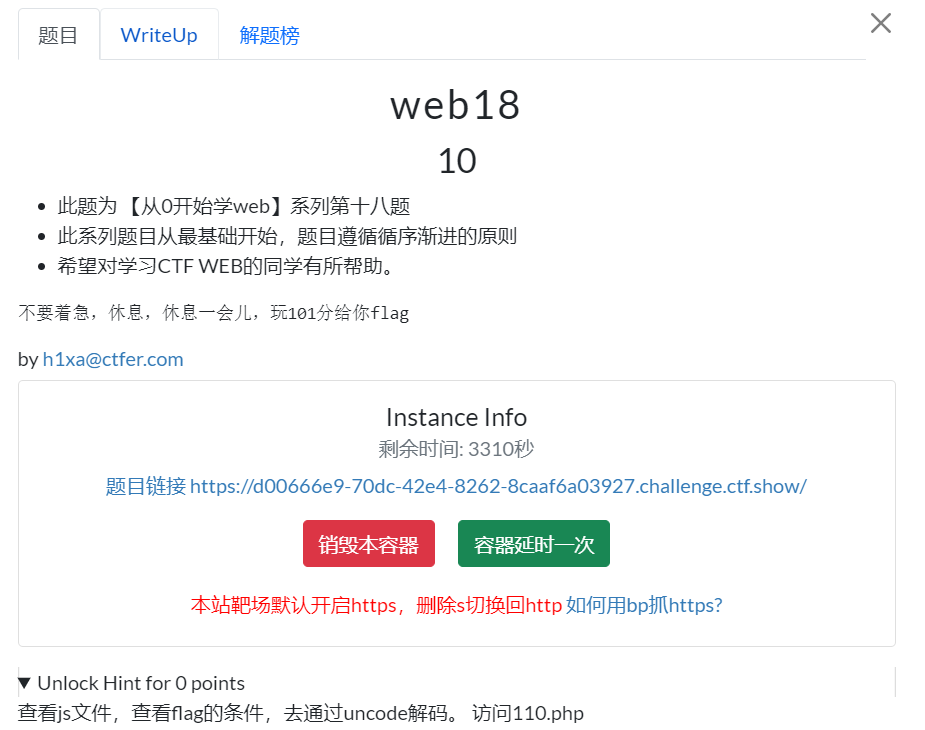 题目 WriteUp 解题榜
web18
10
此题为 【从0开始学web】系列第十八题
此系列题目从最基础开始，题目遵循循序渐进的原则
希望对学习CTF WEB的同学有所帮助。
不要着急，休息，休息一会儿，玩101分给你flag
by h1xa@ctfer.com
Instance Info
剩余时间: 3310秒
题目链接 https://d00666e9-70dc-42e4-8262-8caaf6a03927.challenge.ctf.show/
销毁本容器 容器延时一次
本站靶场默认开启https，删除s切换回http 如何用bp抓https?
Unlock Hint for 0 points
查看js文件，查看flag的条件，去通过uncode解码。 访问110.php